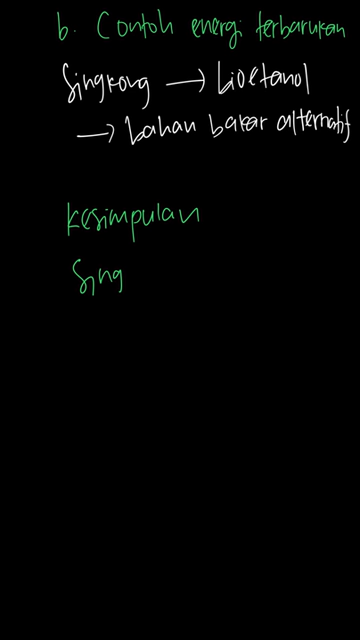 b. Contoh energi terbarukan
Singkong → bioetanol
→ bahan bakar alternatif
Kesimpulan
Sing